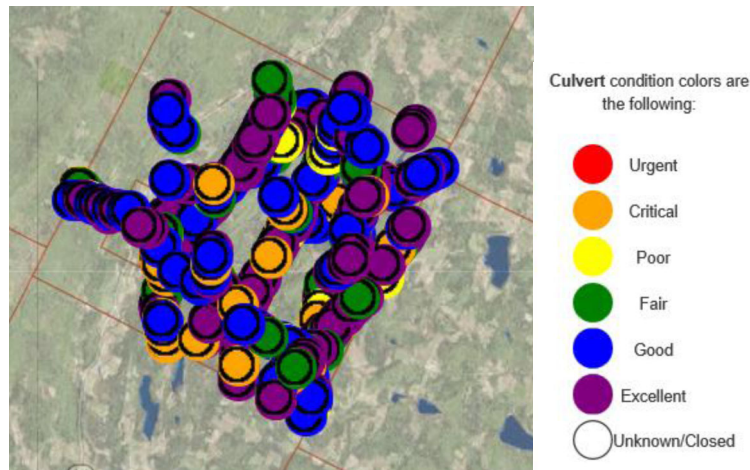 Culvert condition colors are
the following:
Urgent
Critical
Poor
Fair
Good
Excellent
Unknown/Closed